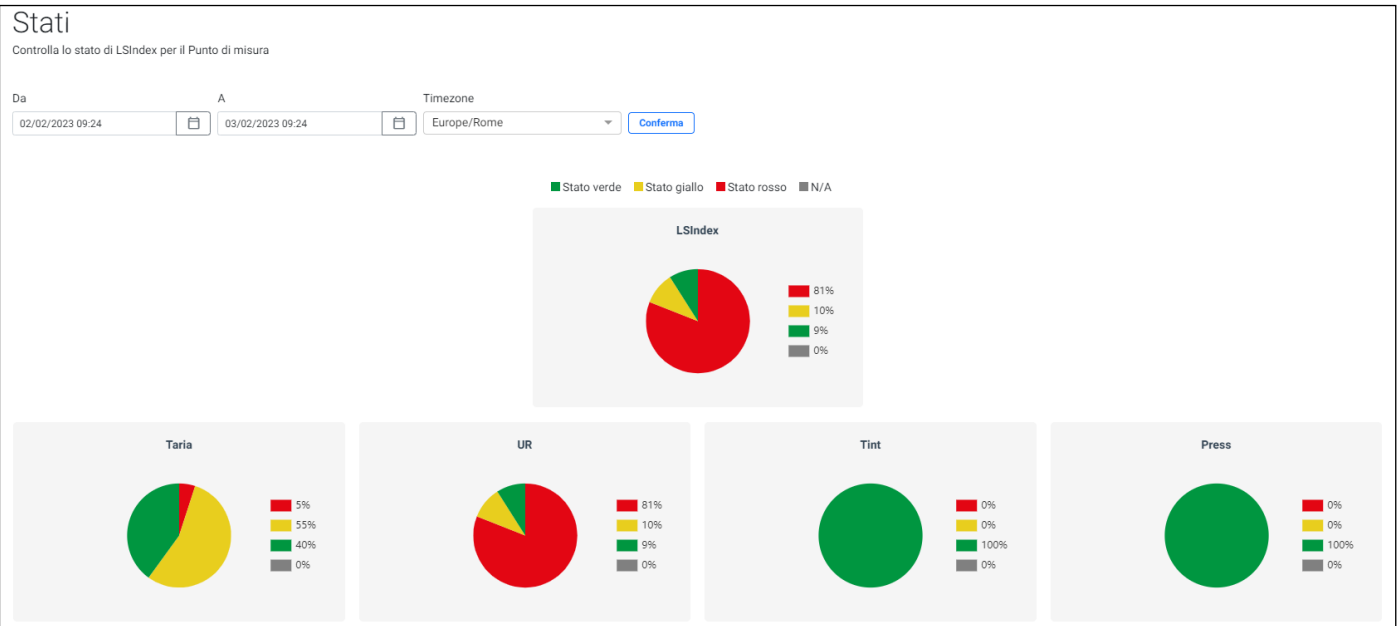 Stati
Controlla lo stato di LSIndex per il Punto di misura
Da A Timezone
02/02/2023 09:24 03/02/2023 09:24 Europe/Rome Conferma
Stato verde Stato giallo Stato rosso N/A
LSIndex
81%
10%
9%
0%
Taria
5%
55%
40%
0%
UR
81%
10%
9%
0%
Tint
0%
0%
100%
0%
Press
0%
0%
100%
0%